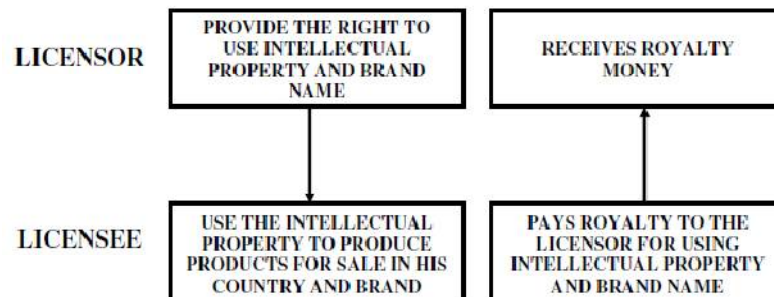 LICENSOR
PROVIDE THE RIGHT TO
USE INTELLECTUAL
PROPERTY AND BRAND
NAME
RECEIVES ROYALTY
MONEY
LICENSEE
USE THE INTELLECTUAL
PROPERTY TO PRODUCE
PRODUCTS FOR SALE IN HIS
COUNTRY AND BRAND
PAYS ROYALTY TO THE
LICENSOR FOR USING
INTELLECTUAL PROPERTY
AND BRAND NAME